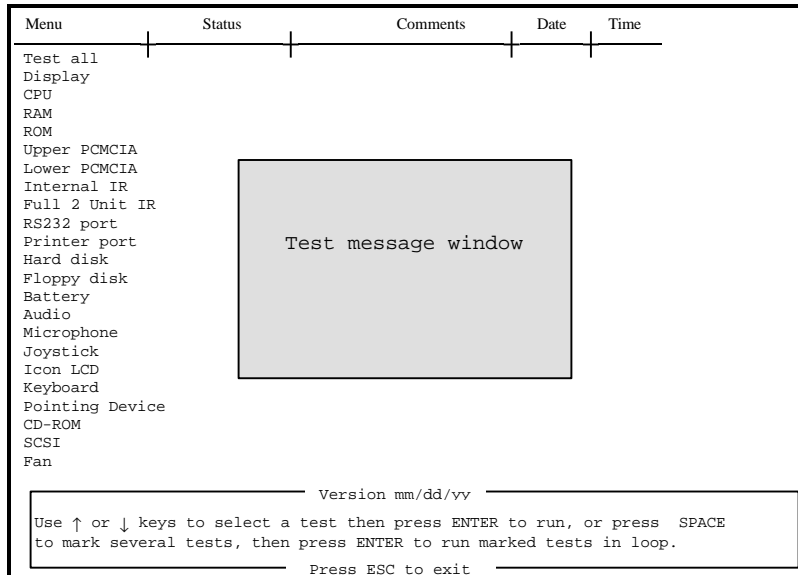 Menu Status Comments Date Time
Test all
Display
CPU
RAM
ROM
Upper PCMCIA
Lower PCMCIA
Internal IR
Full 2 Unit IR
RS232 port
Printer port
Hard disk
Floppy disk
Battery
Audio
Microphone
Joystick
Icon LCD
Keyboard
Pointing Device
CD-ROM
SCSI
Fan
Test message window
Version mm/dd/yy
Use ↑ or ↓ keys to select a test then press ENTER to run, or press SPACE
to mark several tests, then press ENTER to run marked tests in loop.
Press ESC to exit